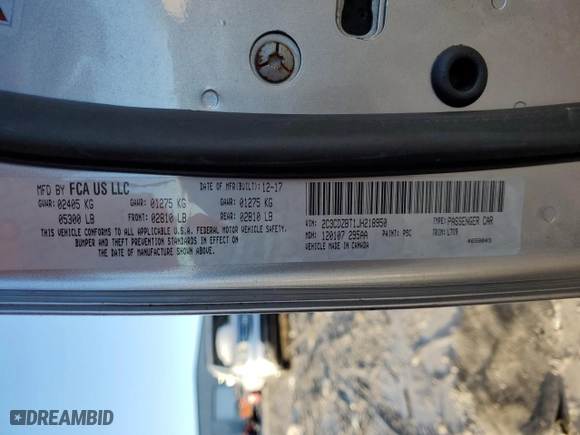 MFD BY FCA US LLC DATE OF MFR(BUILT): 12-17
GVWR: 02405 KG GAWR: 01275 KG GAWR: 01275 KG
05300 LB FRONT: 02810 LB REAR: 02810 LB
THIS VEHICLE CONFORMS TO ALL APPLICABLE U.S.A. FEDERAL MOTOR VEHICLE SAFETY,
BUMPER AND THEFT PREVENTION STANDARDS IN EFFECT ON
THE DATE OF MANUFACTURE SHOWN ABOVE.
VIN: 2C3CDZBT1JH218950 TYPE: PASSENGER CAR
MDH: 120107 295AA PAINT: PSC TRIM: LTX9
VEHICLE MADE IN CANADA
DREAMBID